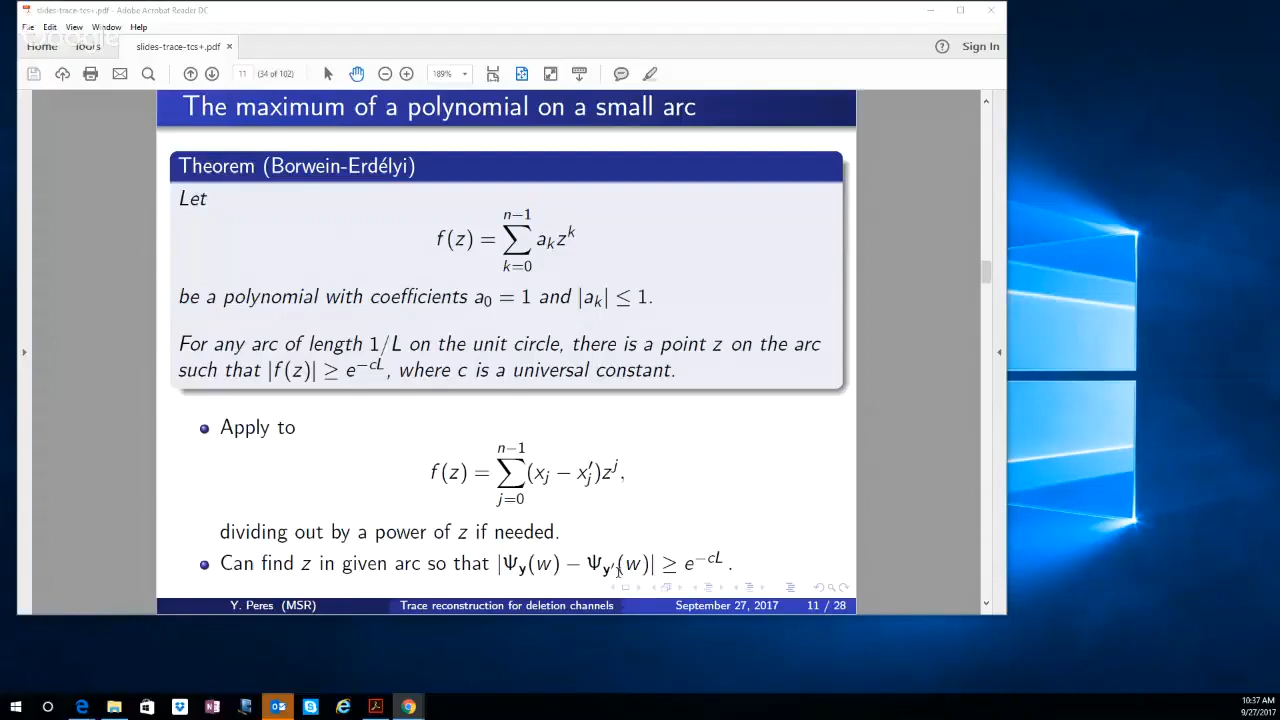 slides-trace-tcs+.pdf - Adobe Acrobat Reader DC
File Edit View Window Help
Home Tools slides-trace-tcs+.pdf × Sign In
11 (34 of 102) 189%
The maximum of a polynomial on a small arc
Theorem (Borwein-Erdélyi)
Let
f(z) = ∑_{k=0}^{n−1} a_k z^k
be a polynomial with coefficients a₀ = 1 and |a_k| ≤ 1.
For any arc of length 1/L on the unit circle, there is a point z on the arc
such that |f(z)| ≥ e^{−cL}, where c is a universal constant.
Apply to
f(z) = ∑_{j=0}^{n−1} (x_j − x′_j)z^j,
dividing out by a power of z if needed.
Can find z in given arc so that |Ψ_y(w) − Ψ_y′(w)| ≥ e^{−cL}.
Y. Peres (MSR) Trace reconstruction for deletion channels September 27, 2017 11 / 28
10:37 AM
9/27/2017